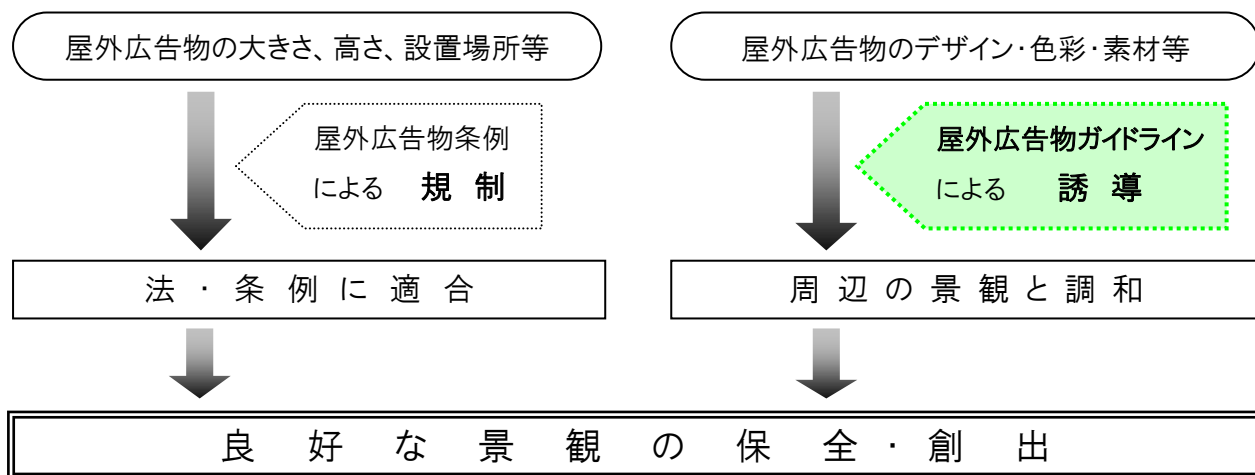 屋外広告物の大きさ、高さ、設置場所等
屋外広告物条例
による 規 制
法 ・ 条 例 に 適 合
屋外広告物のデザイン・色彩・素材等
屋外広告物ガイドライン
による 誘 導
周 辺 の 景 観 と 調 和
良 好 な 景 観 の 保 全 ・ 創 出